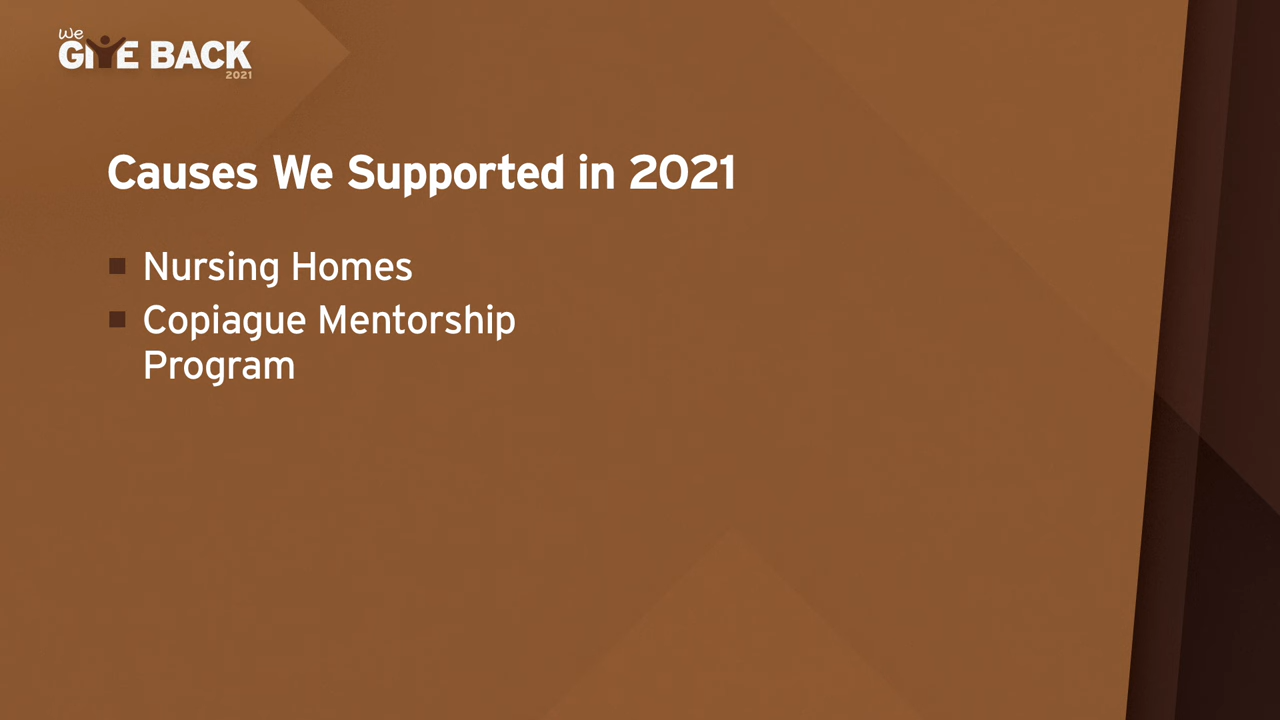 We
GIVE BACK
2021
Causes We Supported in 2021
Nursing Homes
Copiague Mentorship
Program